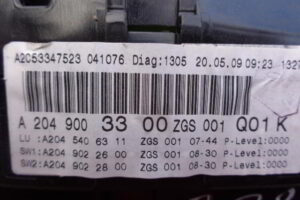 A2053347523 041076 Diag:1305 20.05.09 09:23 132
A 204 900 33 00 ZGS 001 Q01 K
LU : A204 540 63 11 ZGS 001 07-44 P-Level:0000
SW1: A204 902 26 00 ZGS 001 08-30 P-Level:0000
SW2: A204 902 28 00 ZGS 001 08-30 P-Level:0000